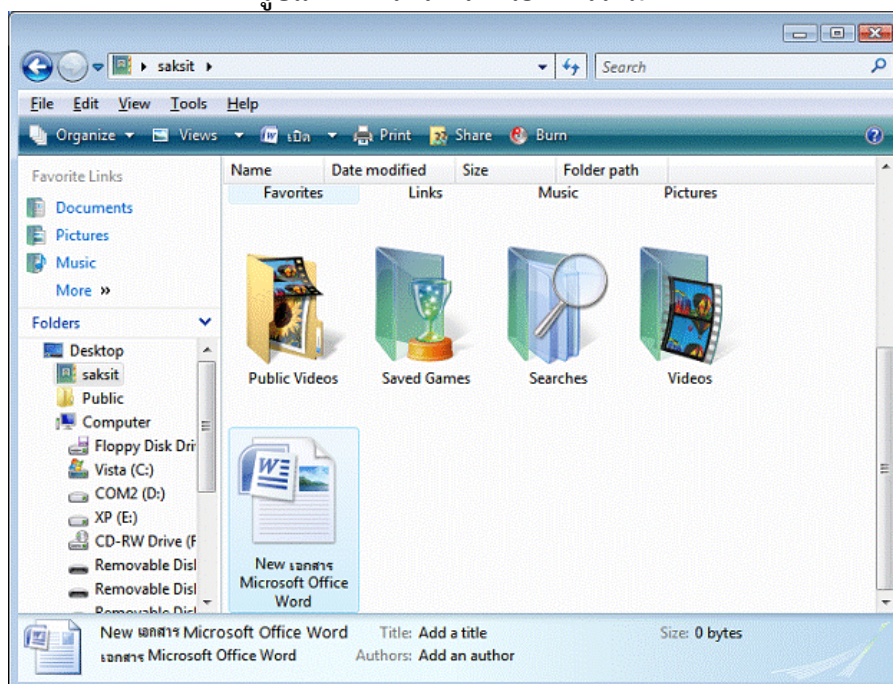 saksit
Search
File Edit View Tools Help
Organize Views เปิด Print Share Burn
Favorite Links
Documents
Pictures
Music
More »
Folders
Desktop
saksit
Public
Computer
Floppy Disk Dri
Vista (C:)
COM2 (D:)
XP (E:)
CD-RW Drive (F
Removable Disl
Removable Disl
Removable Disl
Name Date modified Size Folder path
Favorites Links Music Pictures
Public Videos Saved Games Searches Videos
New เอกสาร
Microsoft Office
Word
New เอกสาร Microsoft Office Word Title: Add a title Size: 0 bytes
เอกสาร Microsoft Office Word Authors: Add an author